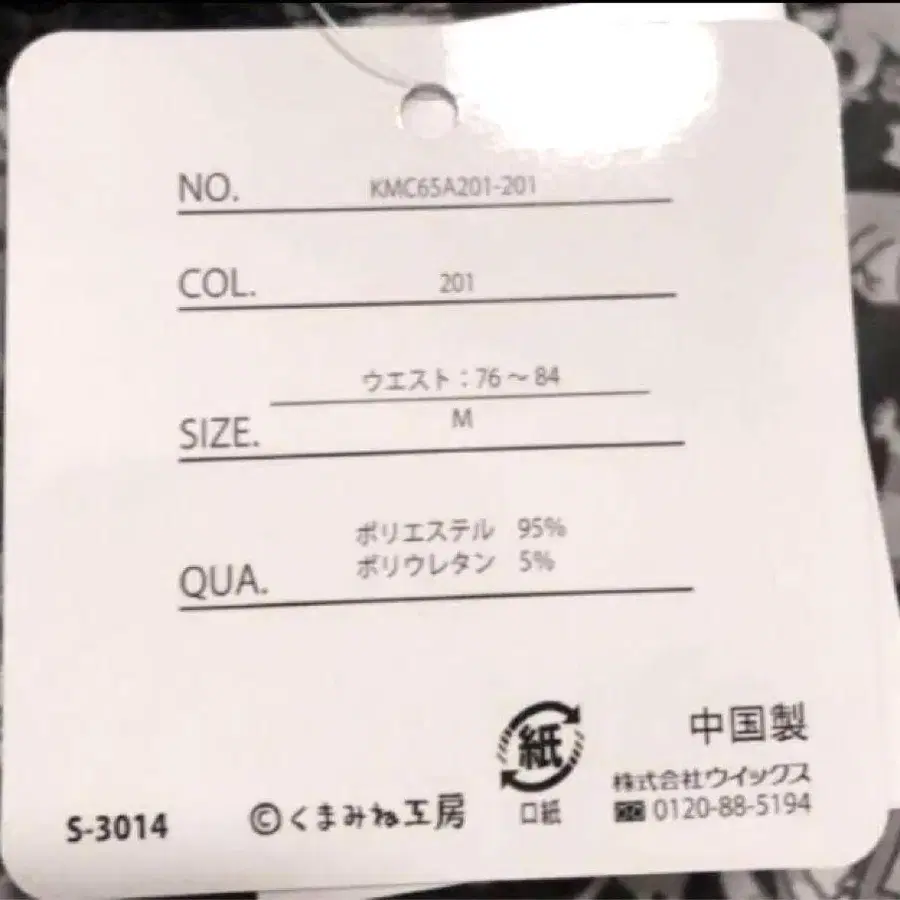 NO. KMC65A201-201
COL. 201
ウエスト：76～84
SIZE. M
ポリエステル 95%
ポリウレタン 5%
QUA.
紙
口紙
中国製
株式会社ウイックス
0120-88-5194
S-3014
©くまみね工房